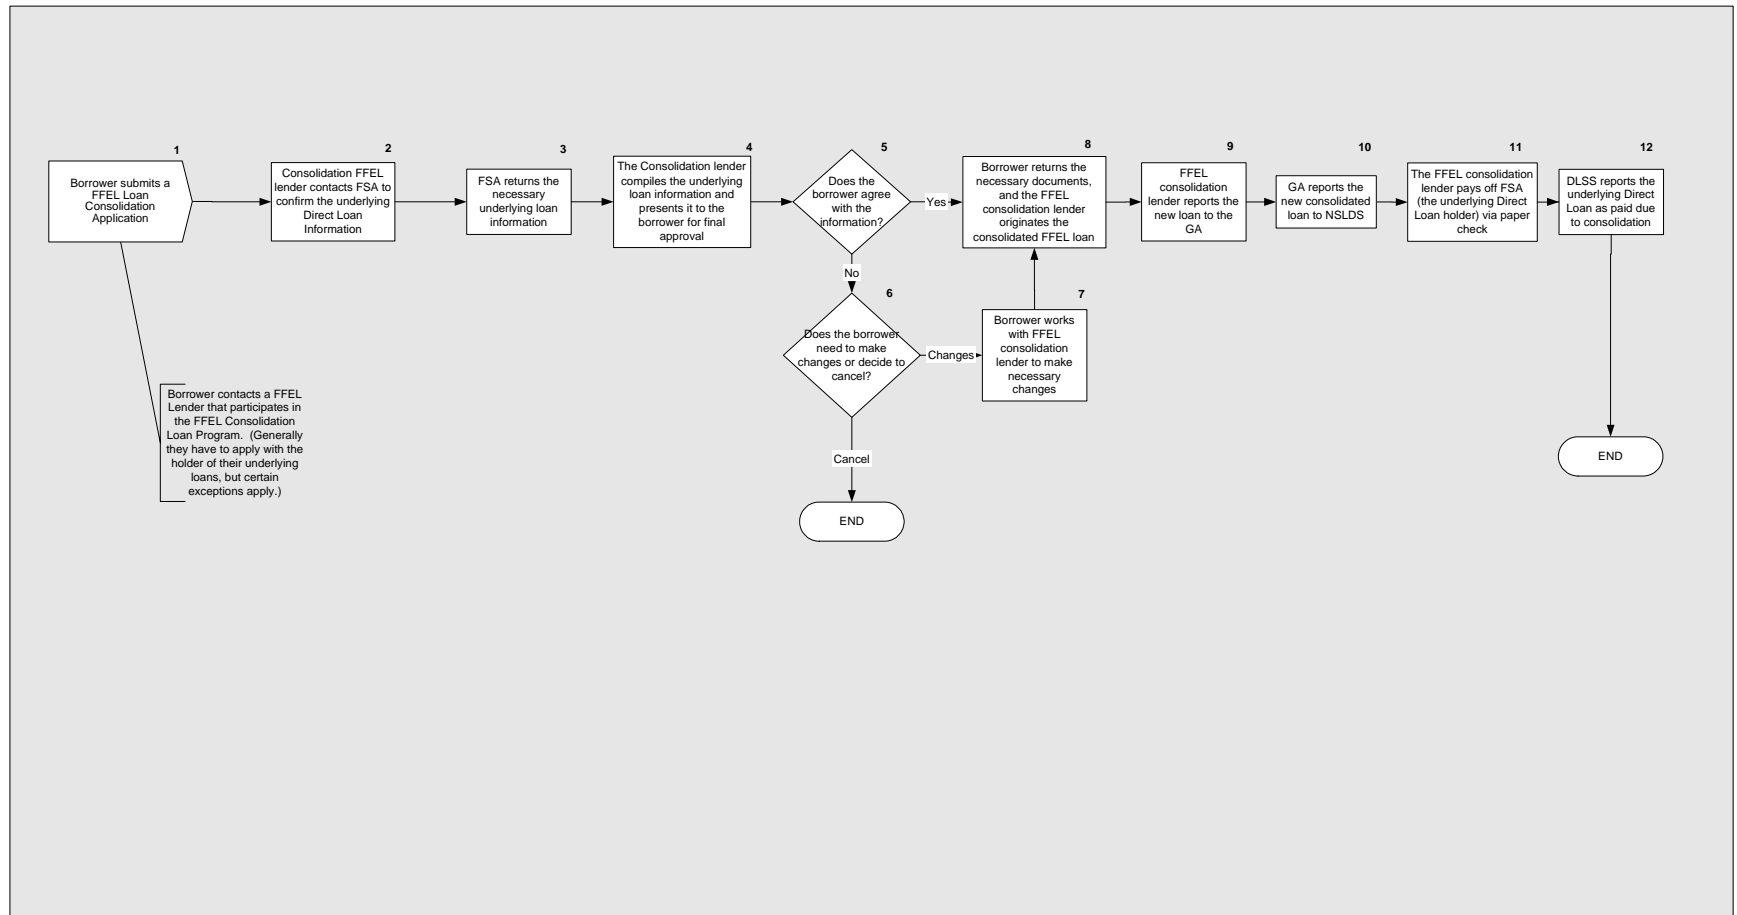 1
Borrower submits a
FFEL Loan
Consolidation
Application
2
Consolidation FFEL
lender contacts FSA to
confirm the underlying
Direct Loan
Information
3
FSA returns the
necessary
underlying loan
information
4
The Consolidation lender
compiles the underlying
loan information and
presents it to the
borrower for final
approval
5
Does the
borrower agree
with the
information?
Yes
No
6
Does the borrower
need to make
changes or decide to
cancel?
Changes
Cancel
END
7
Borrower works
with FFEL
consolidation
lender to make
necessary
changes
8
Borrower returns the
necessary documents,
and the FFEL
consolidation lender
originates the
consolidated FFEL loan
9
FFEL
consolidation
lender reports the
new loan to the
GA
10
GA reports the
new consolidated
loan to NSLDS
11
The FFEL consolidation
lender pays off FSA
(the underlying Direct
Loan holder) via paper
check
12
DLSS reports the
underlying Direct
Loan as paid due
to consolidation
END
Borrower contacts a FFEL
Lender that participates in
the FFEL Consolidation
Loan Program.  (Generally
they have to apply with the
holder of their underlying
loans, but certain
exceptions apply.)